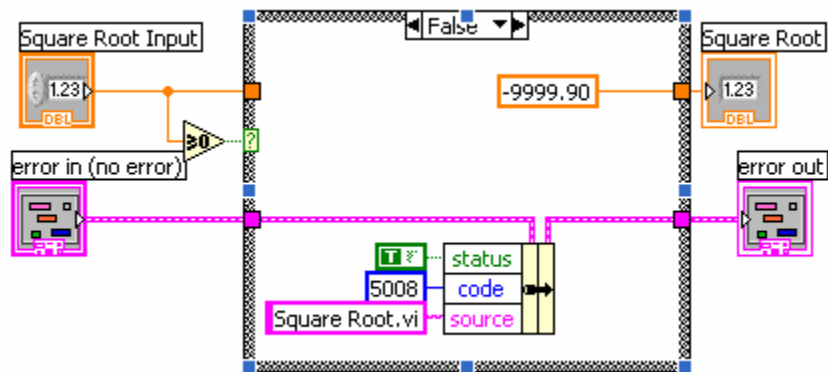 False
Square Root Input
Square Root
1.23
1.23
DBL
DBL
-9999.90
≥0
?
error in (no error)
error out
T F
status
5008
code
Square Root.vi
source